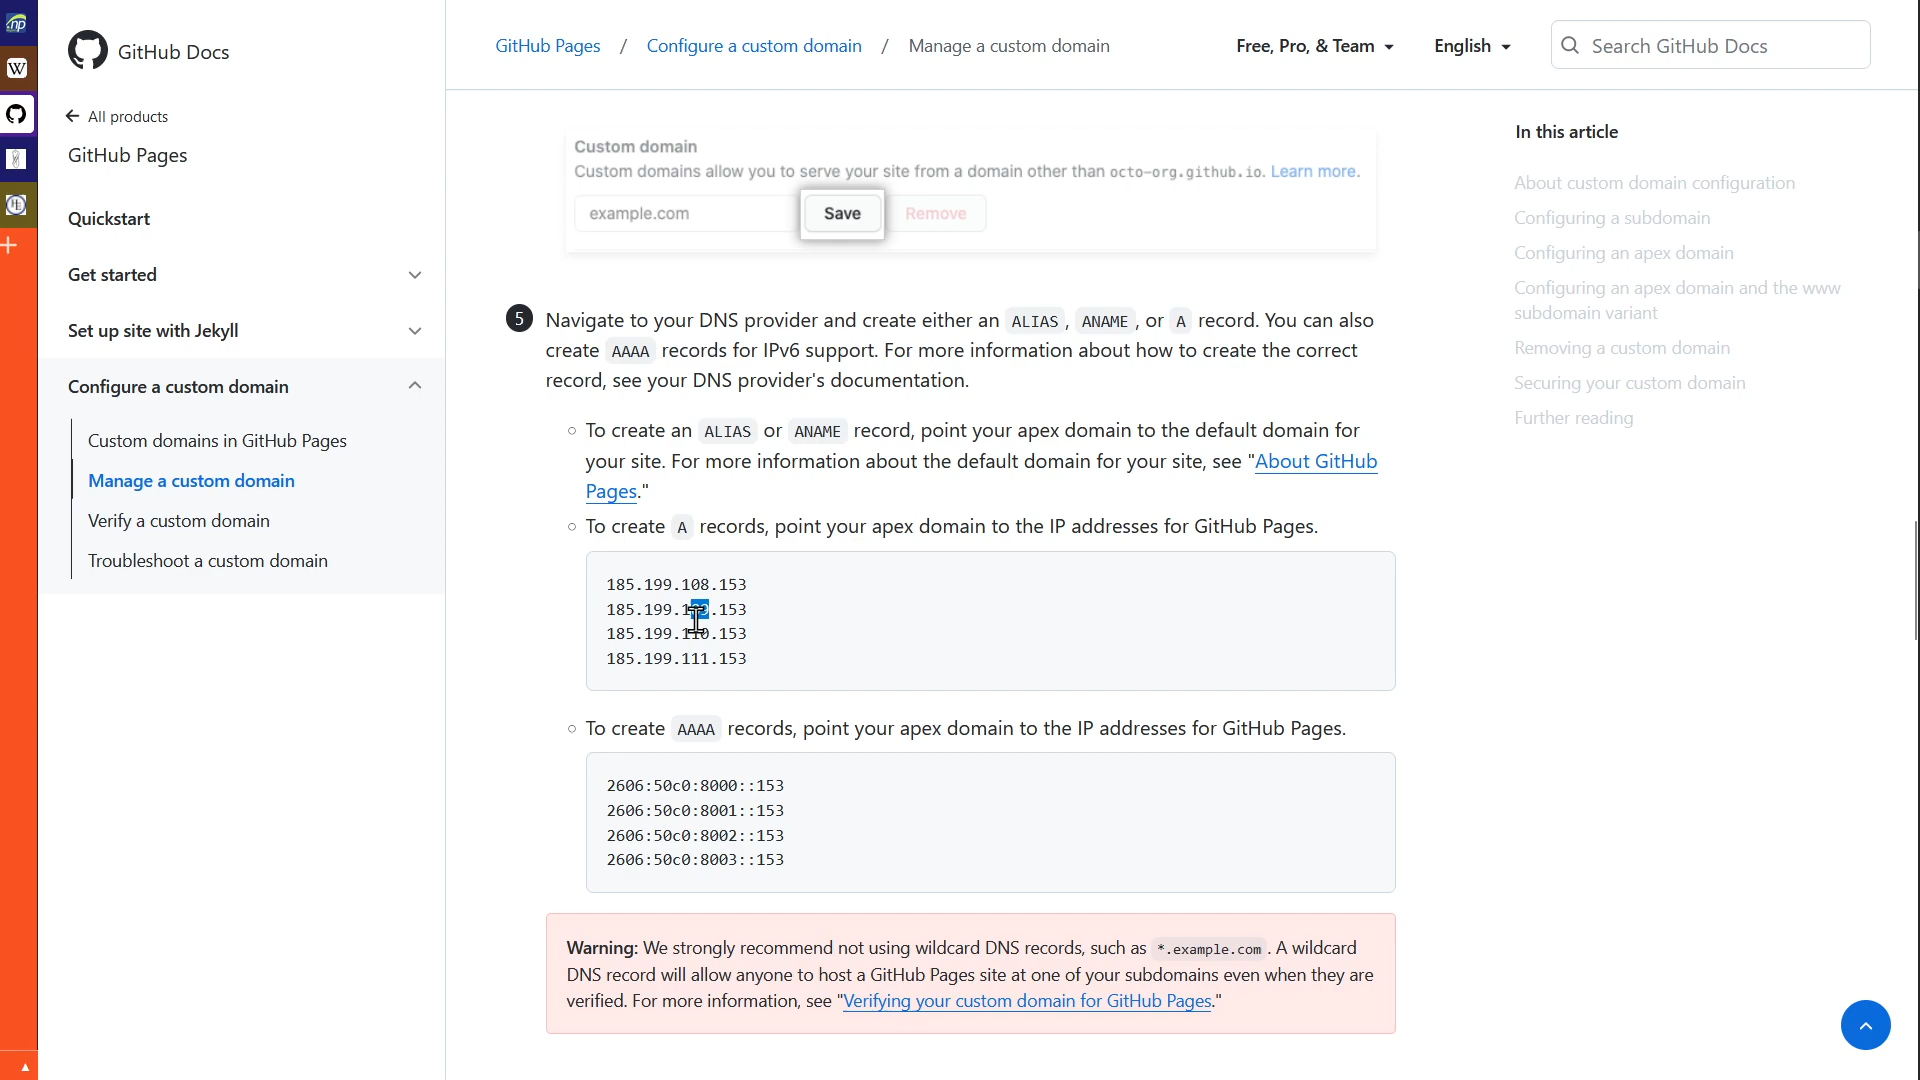 GitHub Docs
All products
GitHub Pages
Quickstart
Get started
Set up site with Jekyll
Configure a custom domain
Custom domains in GitHub Pages
Manage a custom domain
Verify a custom domain
Troubleshoot a custom domain
GitHub Pages / Configure a custom domain / Manage a custom domain
Free, Pro, & Team
English
Search GitHub Docs
Custom domain
Custom domains allow you to serve your site from a domain other than octo-org.github.io. Learn more.
example.com
Save
Remove
5 Navigate to your DNS provider and create either an ALIAS, ANAME, or A record. You can also
create AAAA records for IPv6 support. For more information about how to create the correct
record, see your DNS provider's documentation.
To create an ALIAS or ANAME record, point your apex domain to the default domain for
your site. For more information about the default domain for your site, see "About GitHub
Pages."
To create A records, point your apex domain to the IP addresses for GitHub Pages.
185.199.108.153
185.199.109.153
185.199.110.153
185.199.111.153
To create AAAA records, point your apex domain to the IP addresses for GitHub Pages.
2606:50c0:8000::153
2606:50c0:8001::153
2606:50c0:8002::153
2606:50c0:8003::153
Warning: We strongly recommend not using wildcard DNS records, such as *.example.com. A wildcard
DNS record will allow anyone to host a GitHub Pages site at one of your subdomains even when they are
verified. For more information, see "Verifying your custom domain for GitHub Pages."
In this article
About custom domain configuration
Configuring a subdomain
Configuring an apex domain
Configuring an apex domain and the www
subdomain variant
Removing a custom domain
Securing your custom domain
Further reading
np
W
HE